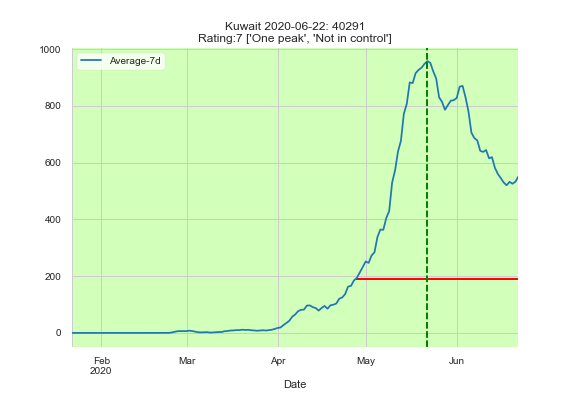 Kuwait 2020-06-22: 40291
Rating:7 ['One peak', 'Not in control']
Average-7d
1000
800
600
400
200
0
Feb Mar Apr May Jun
2020
Date